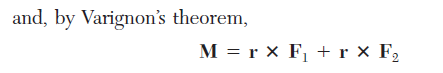 and, by Varignon's theorem,
M = r × F₁ + r × F₂